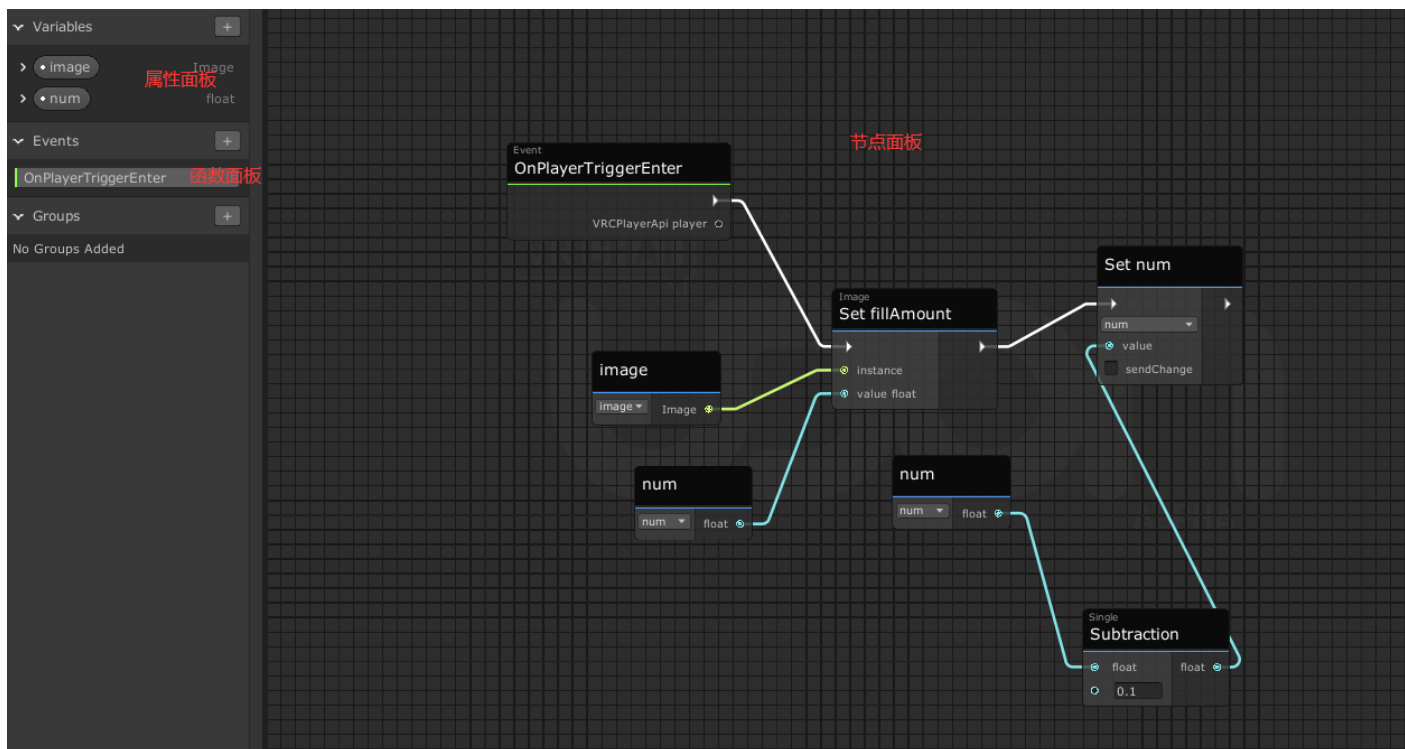 Variables +
image Image
属性面板
num float
Events +
OnPlayerTriggerEnter 函数面板
Groups +
No Groups Added
节点面板
Event
OnPlayerTriggerEnter
VRCPlayerApi player
Image
Set fillAmount
instance
value float
image
image Image
num
num float
num
num float
Set num
num
value
sendChange
Single
Subtraction
float float
0.1